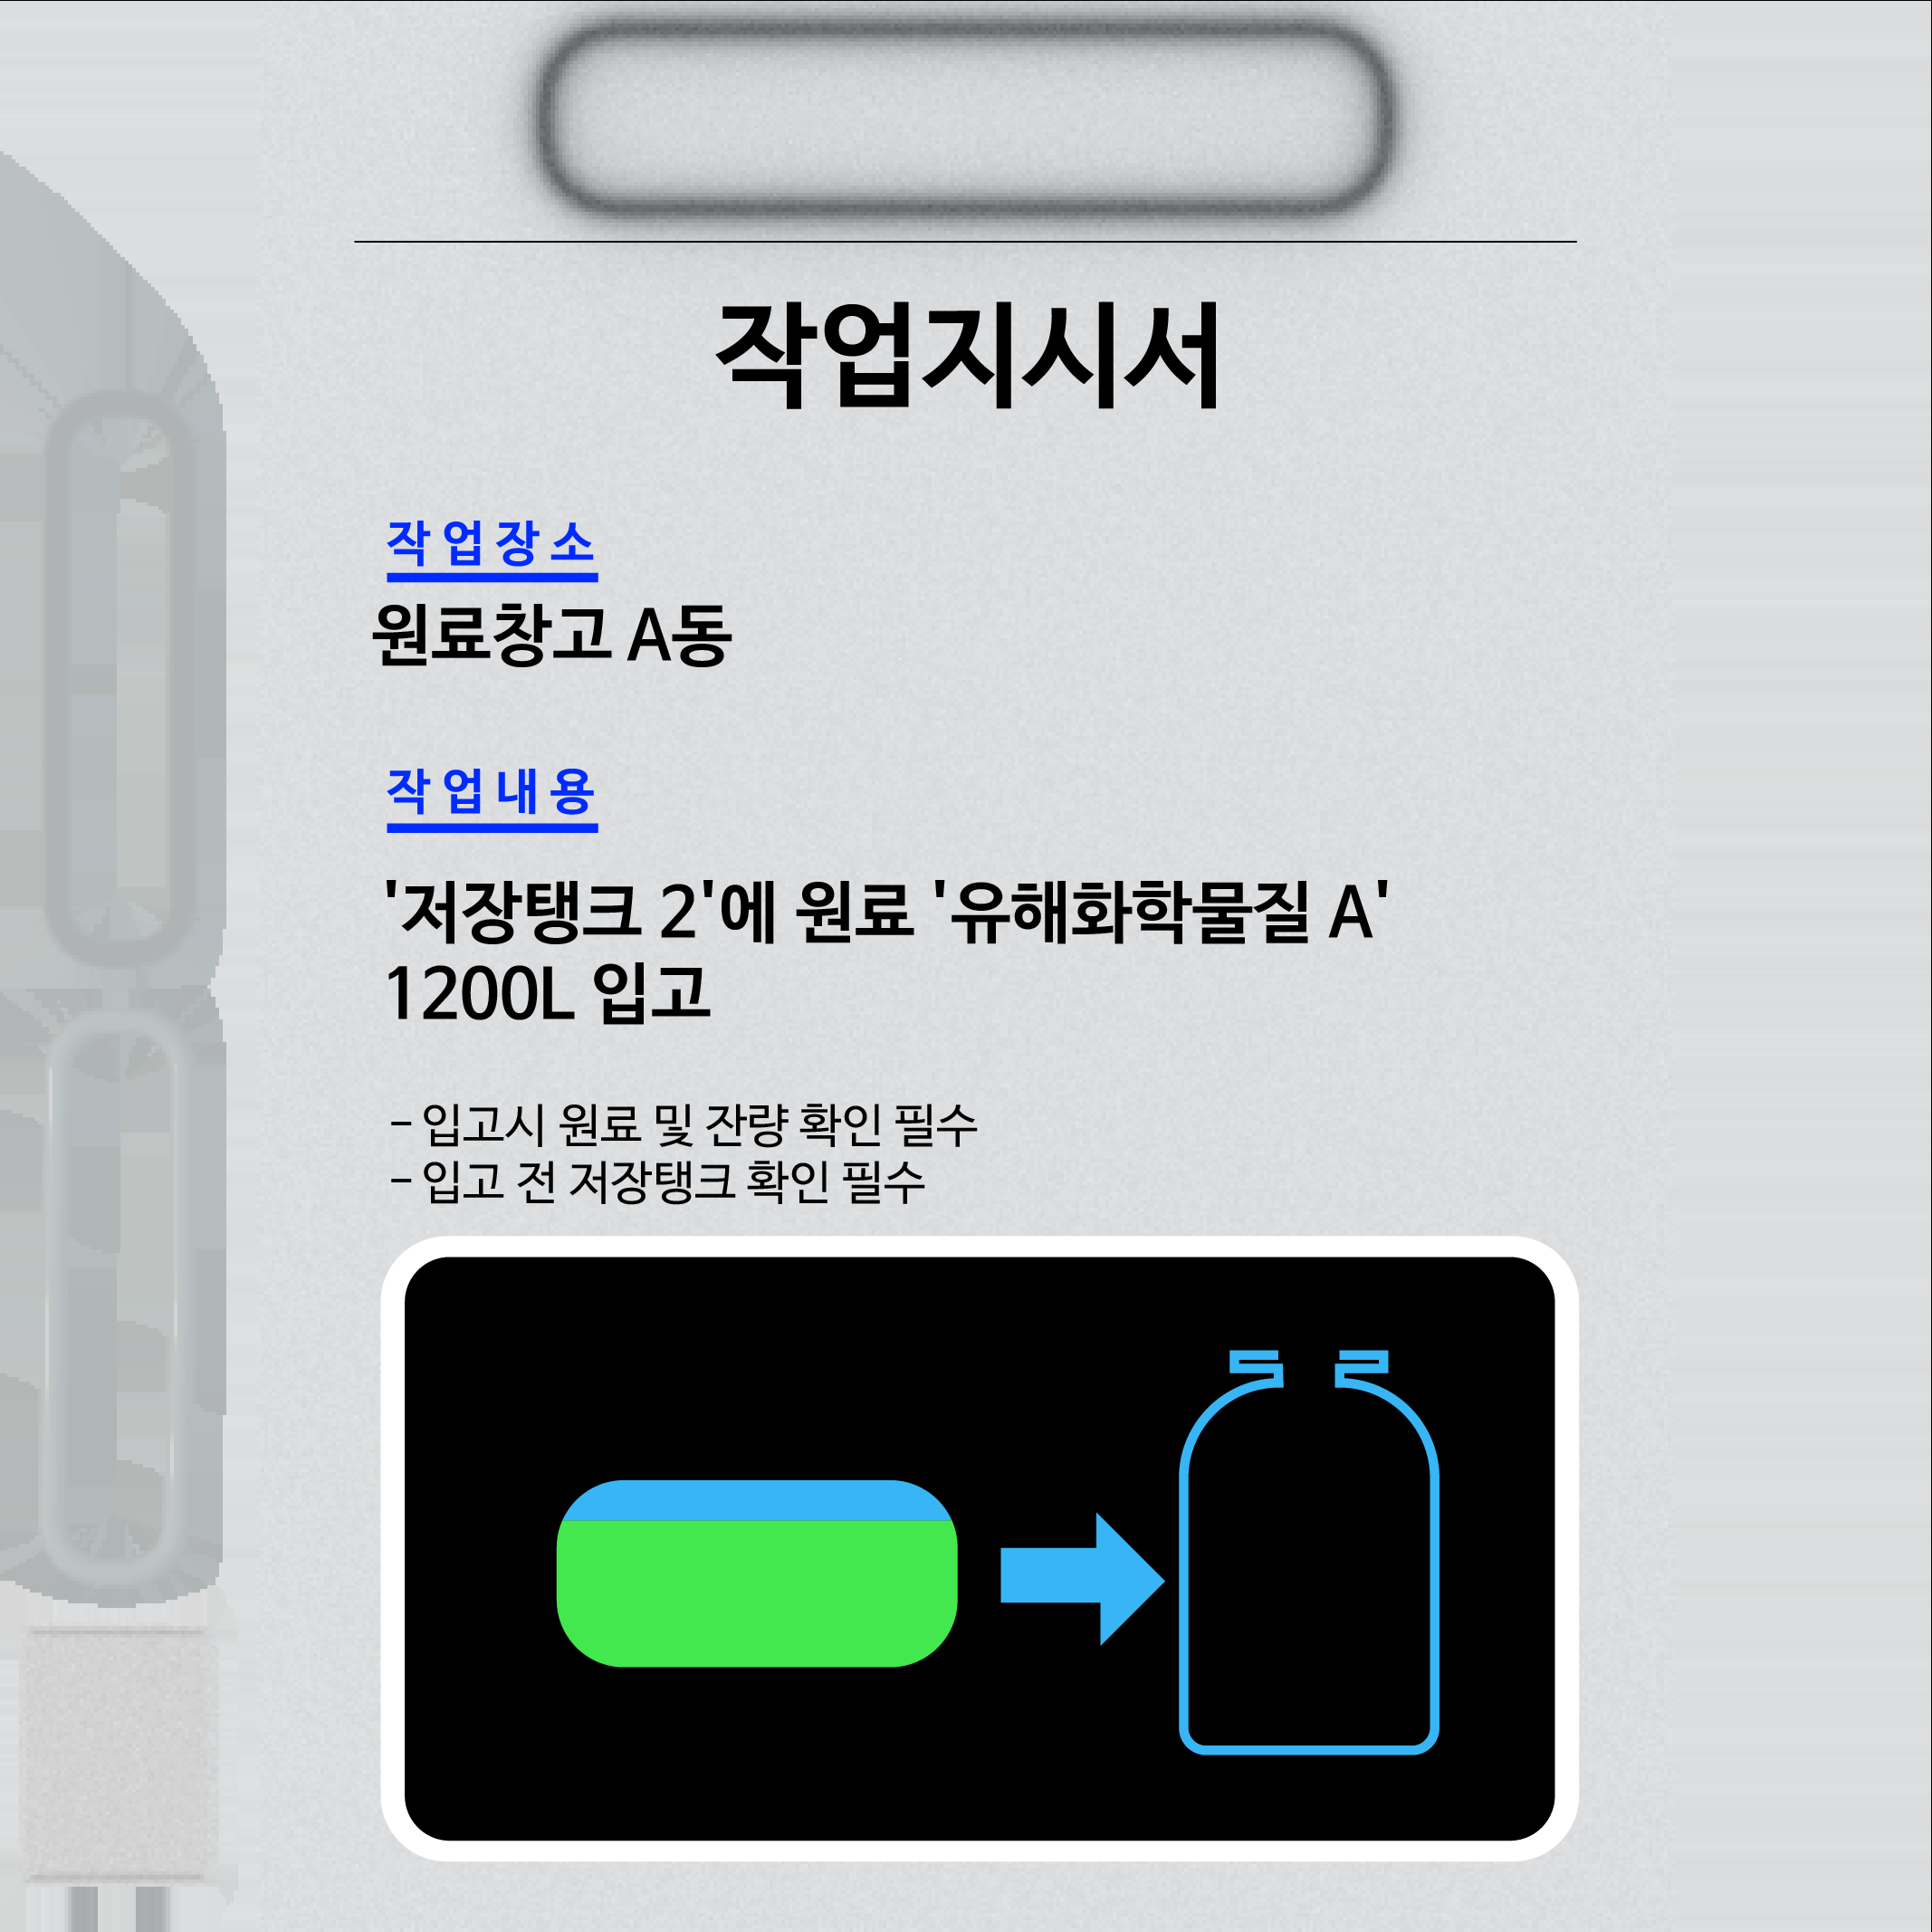 작업지시서
작업장소
원료창고 A동
작업내용
'저장탱크 2'에 원료 '유해화학물질 A'
1200L 입고
- 입고시 원료 및 잔량 확인 필수
- 입고 전 저장탱크 확인 필수